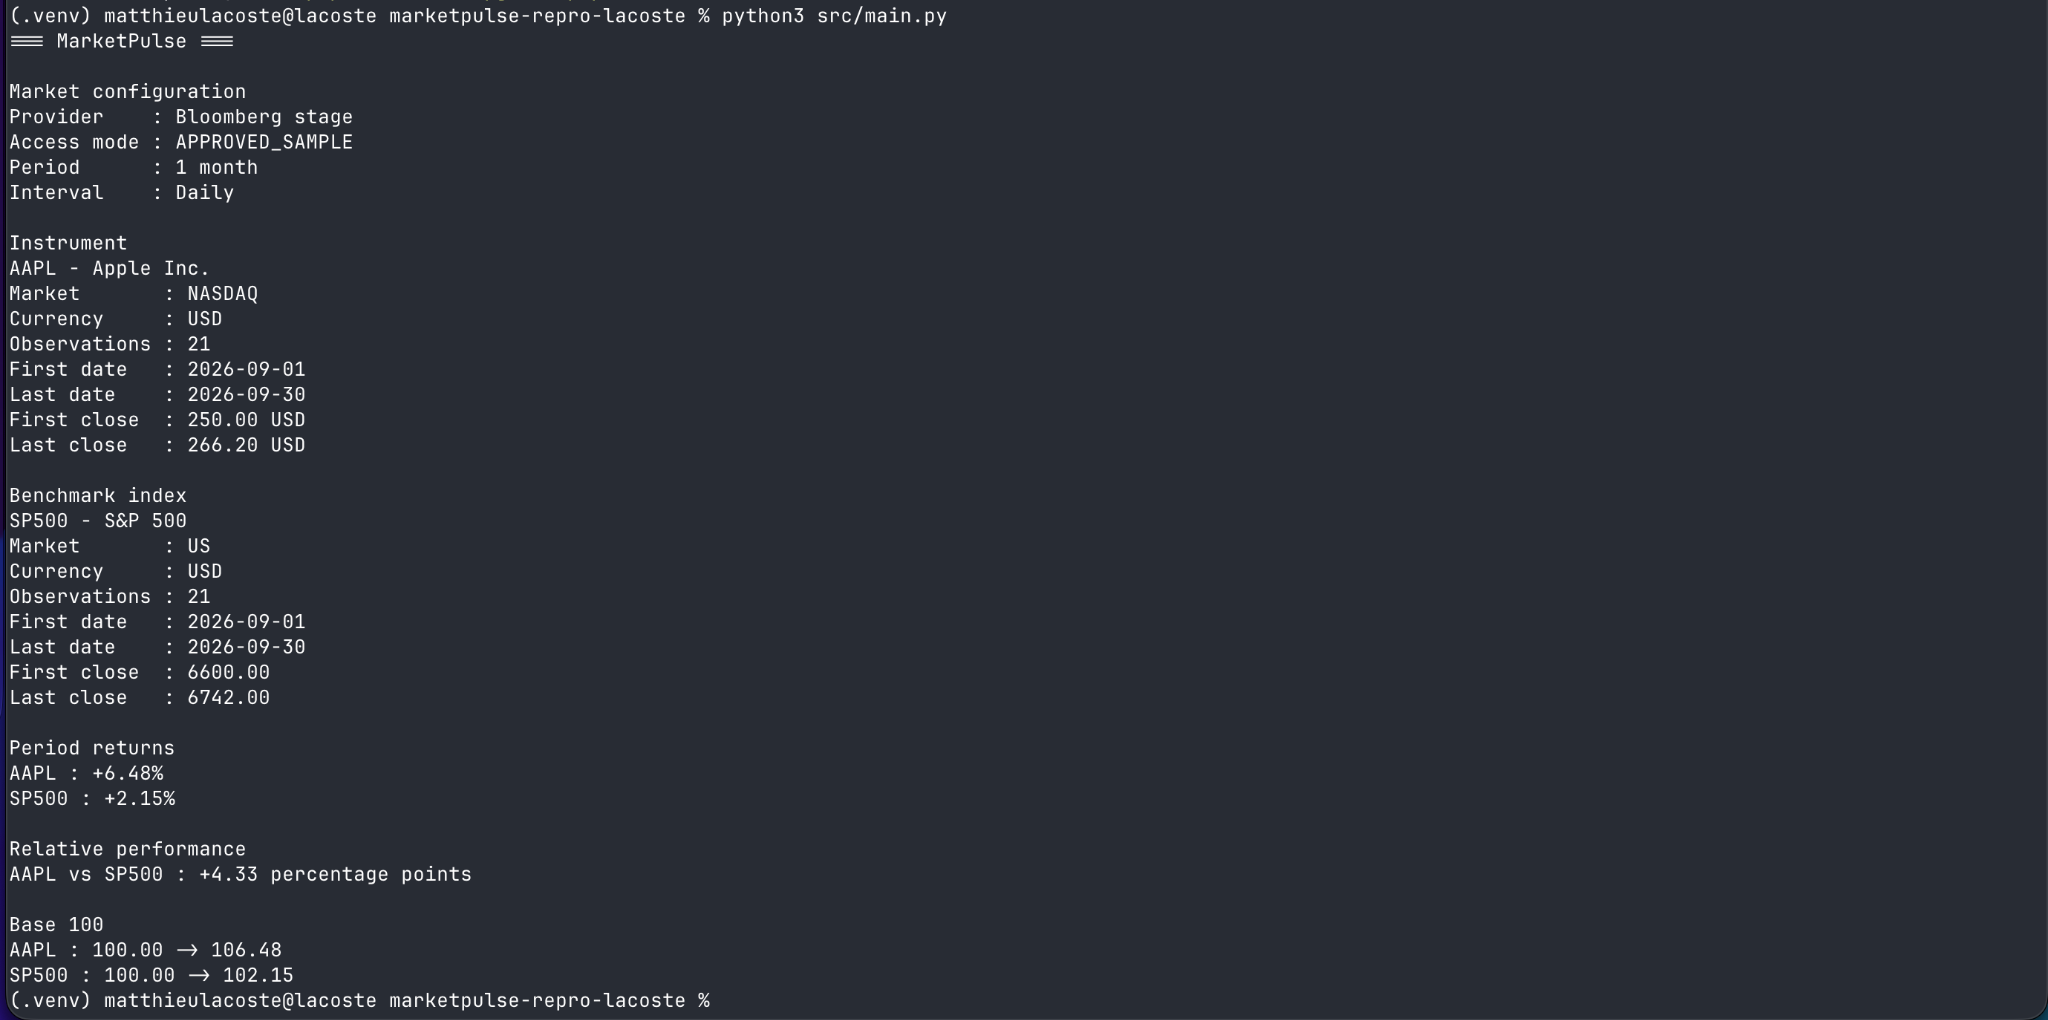 (.venv) matthieulacoste@lacoste marketpulse-repro-lacoste % python3 src/main.py
=== MarketPulse ===
Market configuration
Provider    : Bloomberg stage
Access mode : APPROVED_SAMPLE
Period      : 1 month
Interval    : Daily
Instrument
AAPL - Apple Inc.
Market       : NASDAQ
Currency     : USD
Observations : 21
First date   : 2026-09-01
Last date    : 2026-09-30
First close  : 250.00 USD
Last close   : 266.20 USD
Benchmark index
SP500 - S&P 500
Market       : US
Currency     : USD
Observations : 21
First date   : 2026-09-01
Last date    : 2026-09-30
First close  : 6600.00
Last close   : 6742.00
Period returns
AAPL : +6.48%
SP500 : +2.15%
Relative performance
AAPL vs SP500 : +4.33 percentage points
Base 100
AAPL : 100.00 -> 106.48
SP500 : 100.00 -> 102.15
(.venv) matthieulacoste@lacoste marketpulse-repro-lacoste %